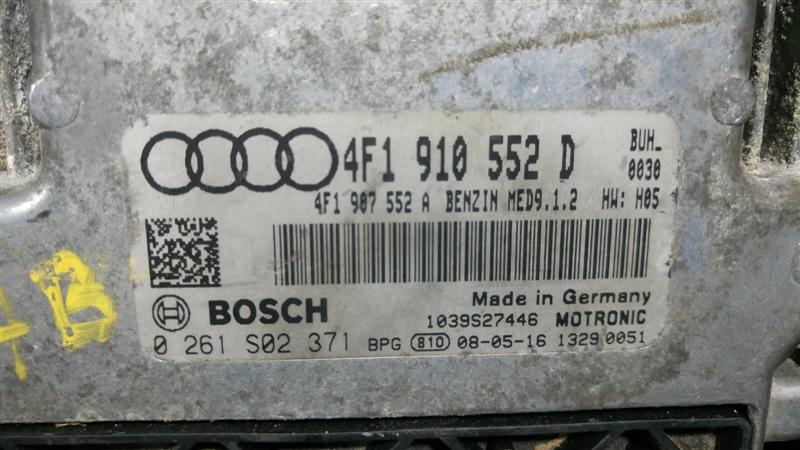 4F1 910 552 D
BUH_
0030
4F1 907 552 A BENZIN MED9.1.2 HW: H05
BOSCH
Made in Germany
1039S27446 MOTRONIC
0 261 S02 371 BPG 810 08-05-16 1329 0051
B